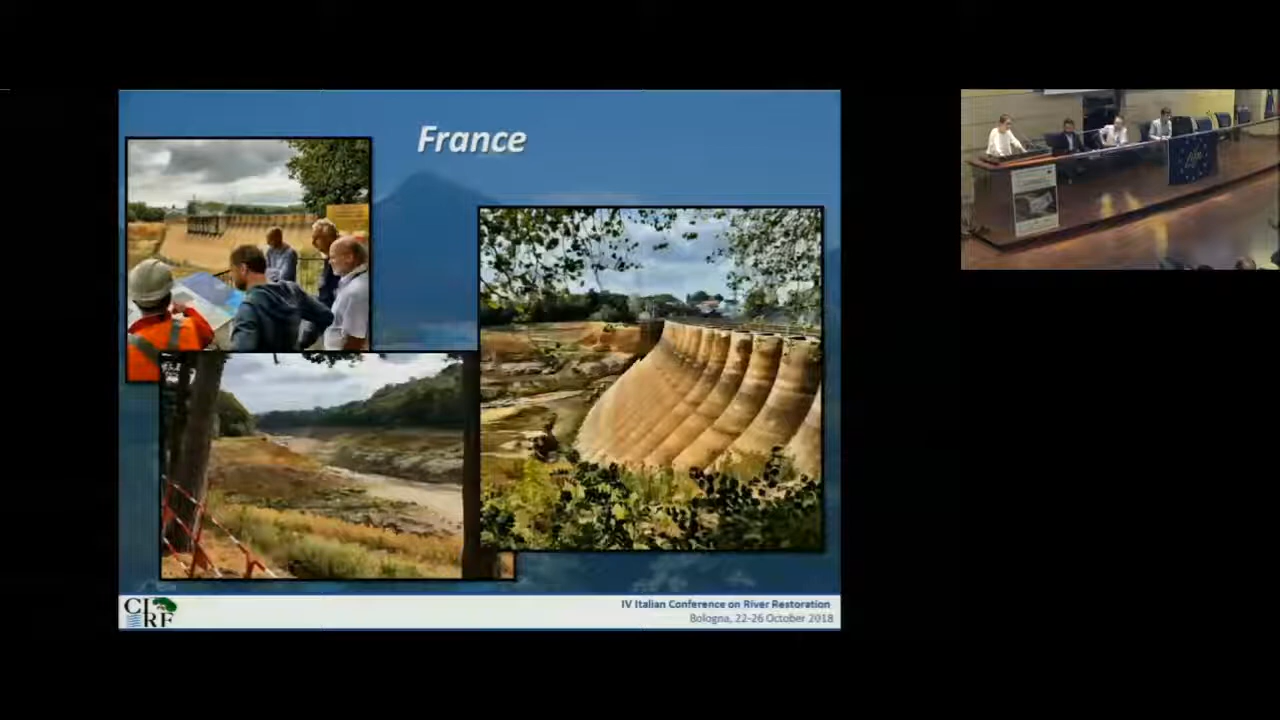 France
CIRF
IV Italian Conference on River Restoration
Bologna, 22-26 October 2018